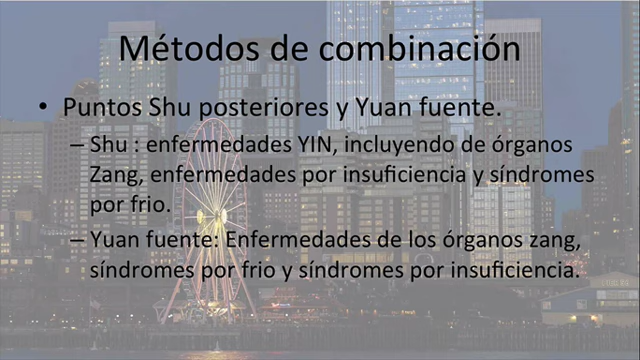 Métodos de combinación
• Puntos Shu posteriores y Yuan fuente.
– Shu : enfermedades YIN, incluyendo de órganos
Zang, enfermedades por insuficiencia y síndromes
por frio.
– Yuan fuente: Enfermedades de los órganos zang,
síndromes por frio y síndromes por insuficiencia.